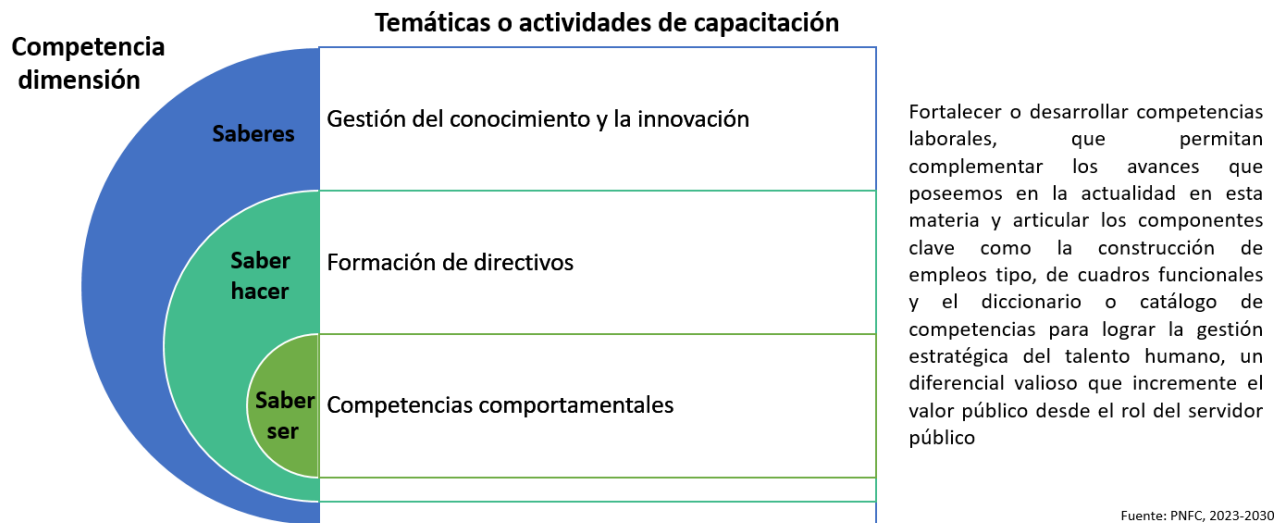 Temáticas o actividades de capacitación
Competencia
dimensión
Saberes
Gestión del conocimiento y la innovación
Saber
hacer
Formación de directivos
Saber
ser
Competencias comportamentales
Fortalecer o desarrollar competencias
laborales, que permitan
complementar los avances que
poseemos en la actualidad en esta
materia y articular los componentes
clave como la construcción de
empleos tipo, de cuadros funcionales
y el diccionario o catálogo de
competencias para lograr la gestión
estratégica del talento humano, un
diferencial valioso que incremente el
valor público desde el rol del servidor
público
Fuente: PNFC, 2023-2030